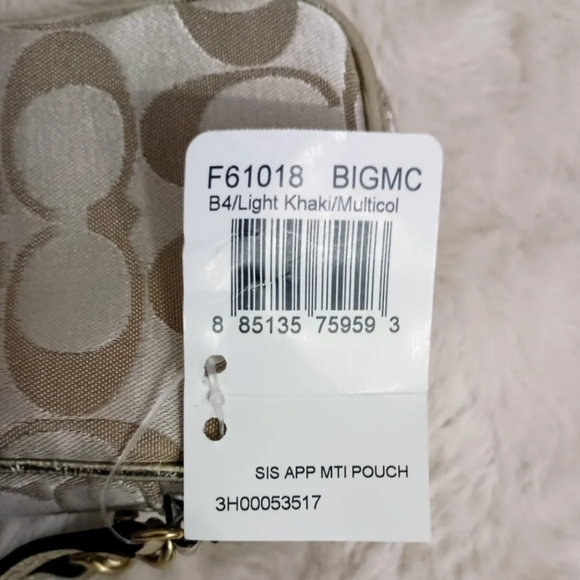 F61018 BIGMC
B4/Light Khaki/Multicol
8 85135 75959 3
SIS APP MTI POUCH
3H00053517